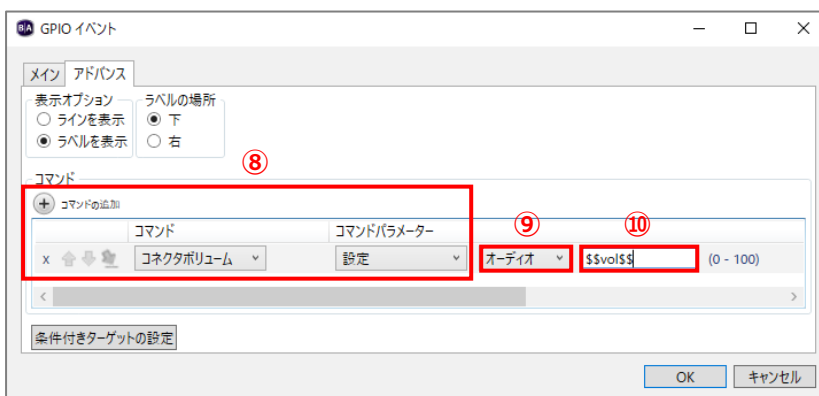 BA GPIO イベント
メイン アドバンス
表示オプション ラベルの場所
ラインを表示 下
ラベルを表示 右
⑧
コマンド
コマンドの追加
コマンド コマンドパラメーター ⑨ ⑩
x コネクタボリューム 設定 オーディオ $$vol$$ (0 - 100)
条件付きターゲットの設定
OK キャンセル